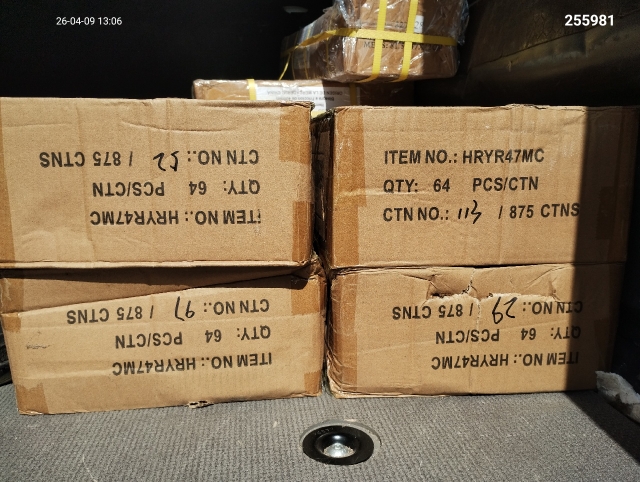 26-04-09 13:06
255981
CTN NO.: 52 / 875 CTNS
QTY: 64 PCS/CTN
ITEM NO.: HRYR47MC
ITEM NO.: HRYR47MC
QTY: 64 PCS/CTN
CTN NO.: 113 / 875 CTNS
CTN NO.: 97 / 875 CTNS
QTY: 64 PCS/CTN
ITEM NO.: HRYR47MC
CTN NO.: 29 / 875 CTNS
QTY: 64 PCS/CTN
ITEM NO.: HRYR47MC